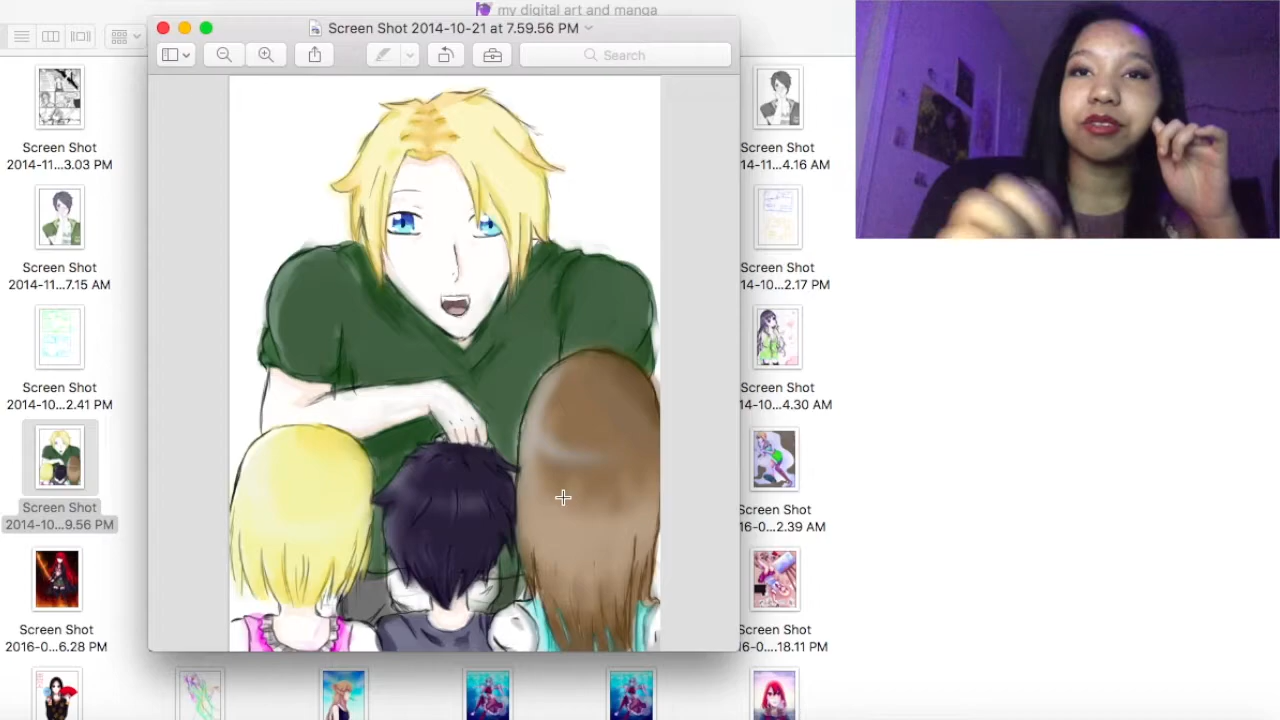 my digital art and manga
Screen Shot 2014-10-21 at 7.59.56 PM
Search
Screen Shot
2014-11...3.03 PM
Screen Shot
2014-11...7.15 AM
Screen Shot
2014-10...2.41 PM
Screen Shot
2014-10...9.56 PM
Screen Shot
2016-0...6.28 PM
Screen Shot
14-11...4.16 AM
Screen Shot
14-10...2.17 PM
Screen Shot
14-10...4.30 AM
Screen Shot
16-0...2.39 AM
Screen Shot
6-0....18.11 PM